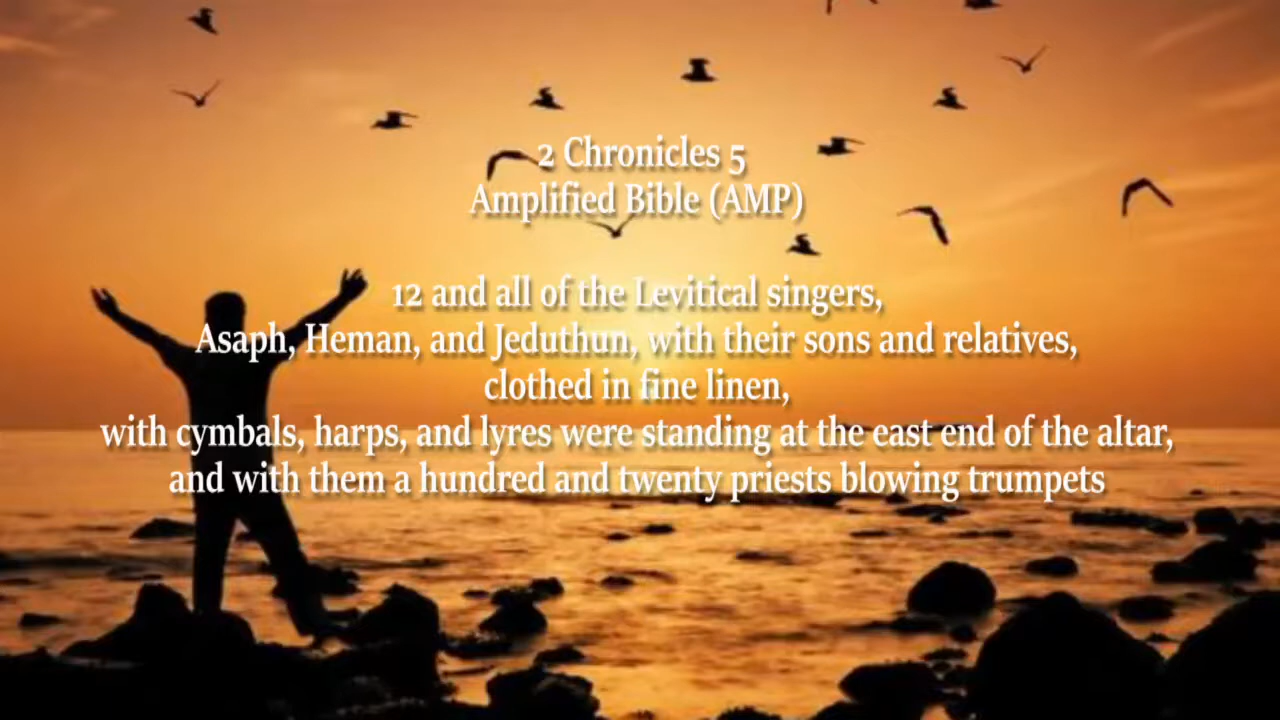 2 Chronicles 5
Amplified Bible (AMP)
12 and all of the Levitical singers,
Asaph, Heman, and Jeduthun, with their sons and relatives,
clothed in fine linen,
with cymbals, harps, and lyres were standing at the east end of the altar,
and with them a hundred and twenty priests blowing trumpets